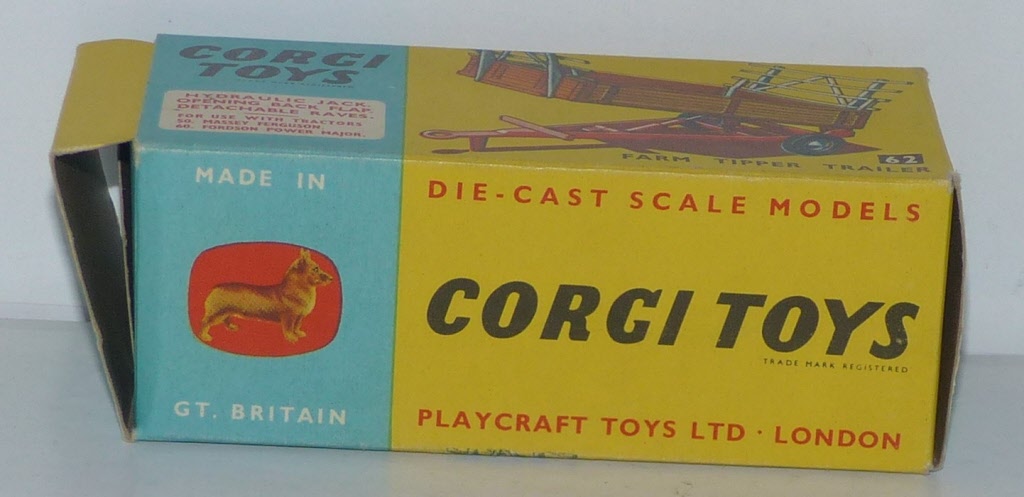 CORGI
TOYS
HYDRAULIC JACK.
OPENING BACK FLAP.
DETACHABLE RAVES.
FOR USE WITH TRACTORS
50. MASSEY FERGUSON.
60. FORDSON POWER MAJOR.
62
FARM TIPPER TRAILER
MADE IN
GT. BRITAIN
DIE-CAST SCALE MODELS
CORGI TOYS
TRADE MARK REGISTERED
PLAYCRAFT TOYS LTD · LONDON